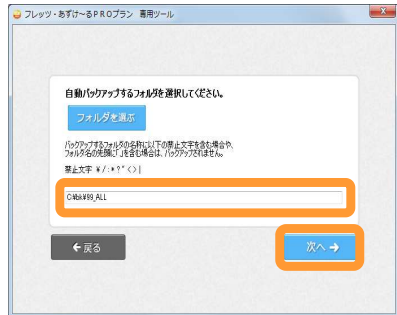 フレッツ・あずけ～るPROプラン 専用ツール
自動バックアップするフォルダを選択してください。
フォルダを選ぶ
バックアップするフォルダの名称に以下の禁止文字を含む場合や、
フォルダ名の先頭に「.」を含む場合は、バックアップされません。
禁止文字 ¥ / : * ? " < > |
C:¥bk¥99_ALL
戻る
次へ